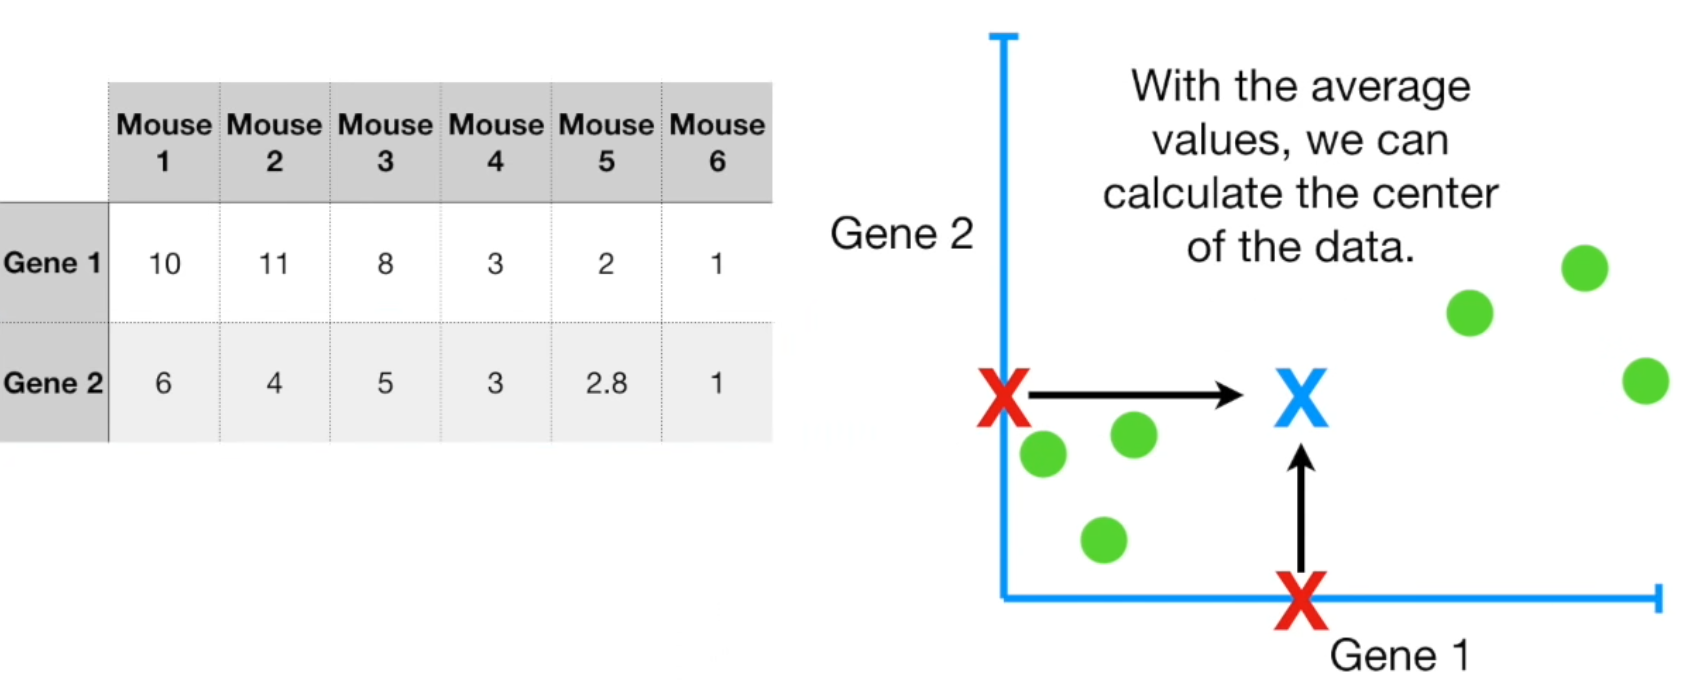 Mouse 1 Mouse 2 Mouse 3 Mouse 4 Mouse 5 Mouse 6
Gene 1 10 11 8 3 2 1
Gene 2 6 4 5 3 2.8 1
With the average
values, we can
calculate the center
of the data.
Gene 2
X X
X
Gene 1